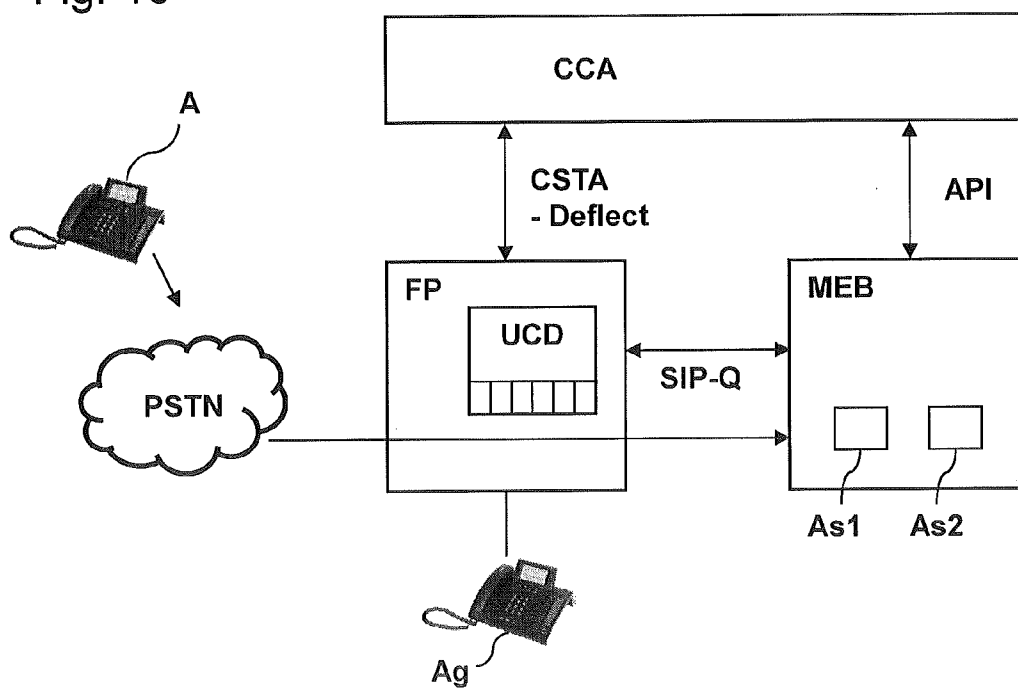 CCA
A
CSTA
- Deflect
API
FP
MEB
UCD
SIP-Q
PSTN
As1
As2
Ag